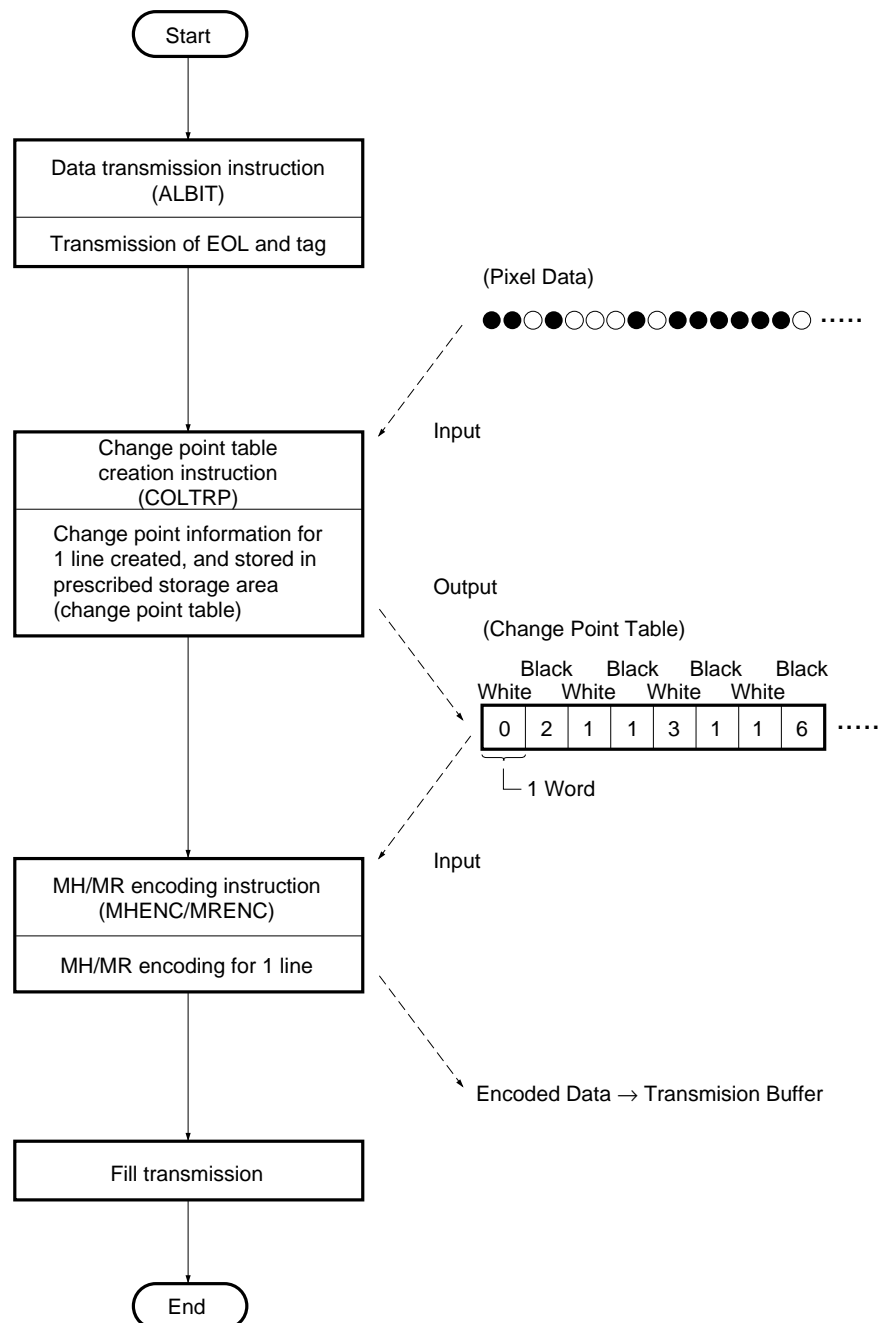 Start
Data transmission instruction
(ALBIT)
Transmission of EOL and tag
(Pixel Data)
.....
Input
Change point table
creation instruction
(COLTRP)
Change point information for
1 line created, and stored in
prescribed storage area
(change point table)
Output
(Change Point Table)
Black Black Black Black
White White White White
0 2 1 1 3 1 1 6 .....
1 Word
Input
MH/MR encoding instruction
(MHENC/MRENC)
MH/MR encoding for 1 line
Encoded Data → Transmision Buffer
Fill transmission
End